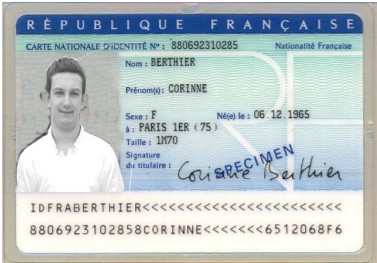 RÉPUBLIQUE FRANÇAISE
CARTE NATIONALE D'IDENTITÉ Nº : 880692310285 Nationalité Française
Nom : BERTHIER
Prénom(s): CORINNE
Sexe : F Né(e) le : 06.12.1965
à : PARIS 1ER (75)
Taille : 1M70
Signature
du titulaire :
SPECIMEN
Corinne Berthier
IDFRABERTHIER<<<<<<<<<<<<<<<<<<<<<<<
8806923102858CORINNE<<<<<<<6512068F6